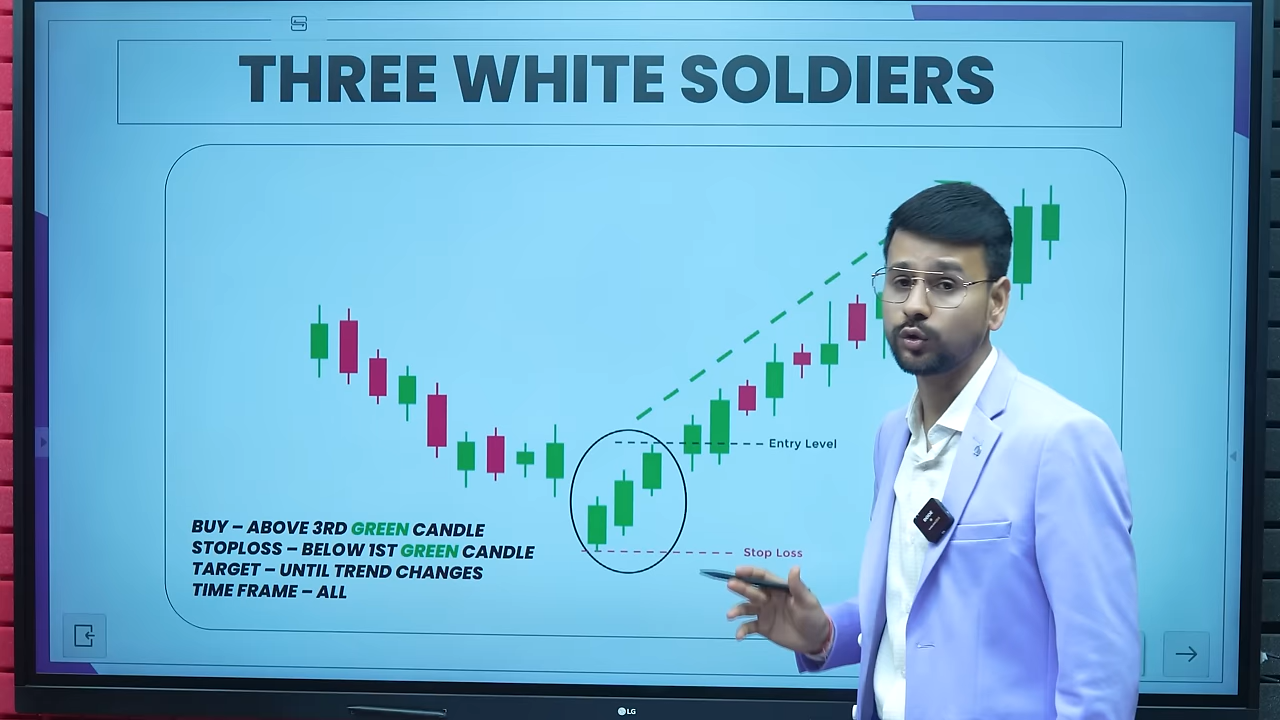 THREE WHITE SOLDIERS
Entry Level
Stop Loss
BUY – ABOVE 3RD GREEN CANDLE
STOPLOSS – BELOW 1ST GREEN CANDLE
TARGET – UNTIL TREND CHANGES
TIME FRAME – ALL
LG